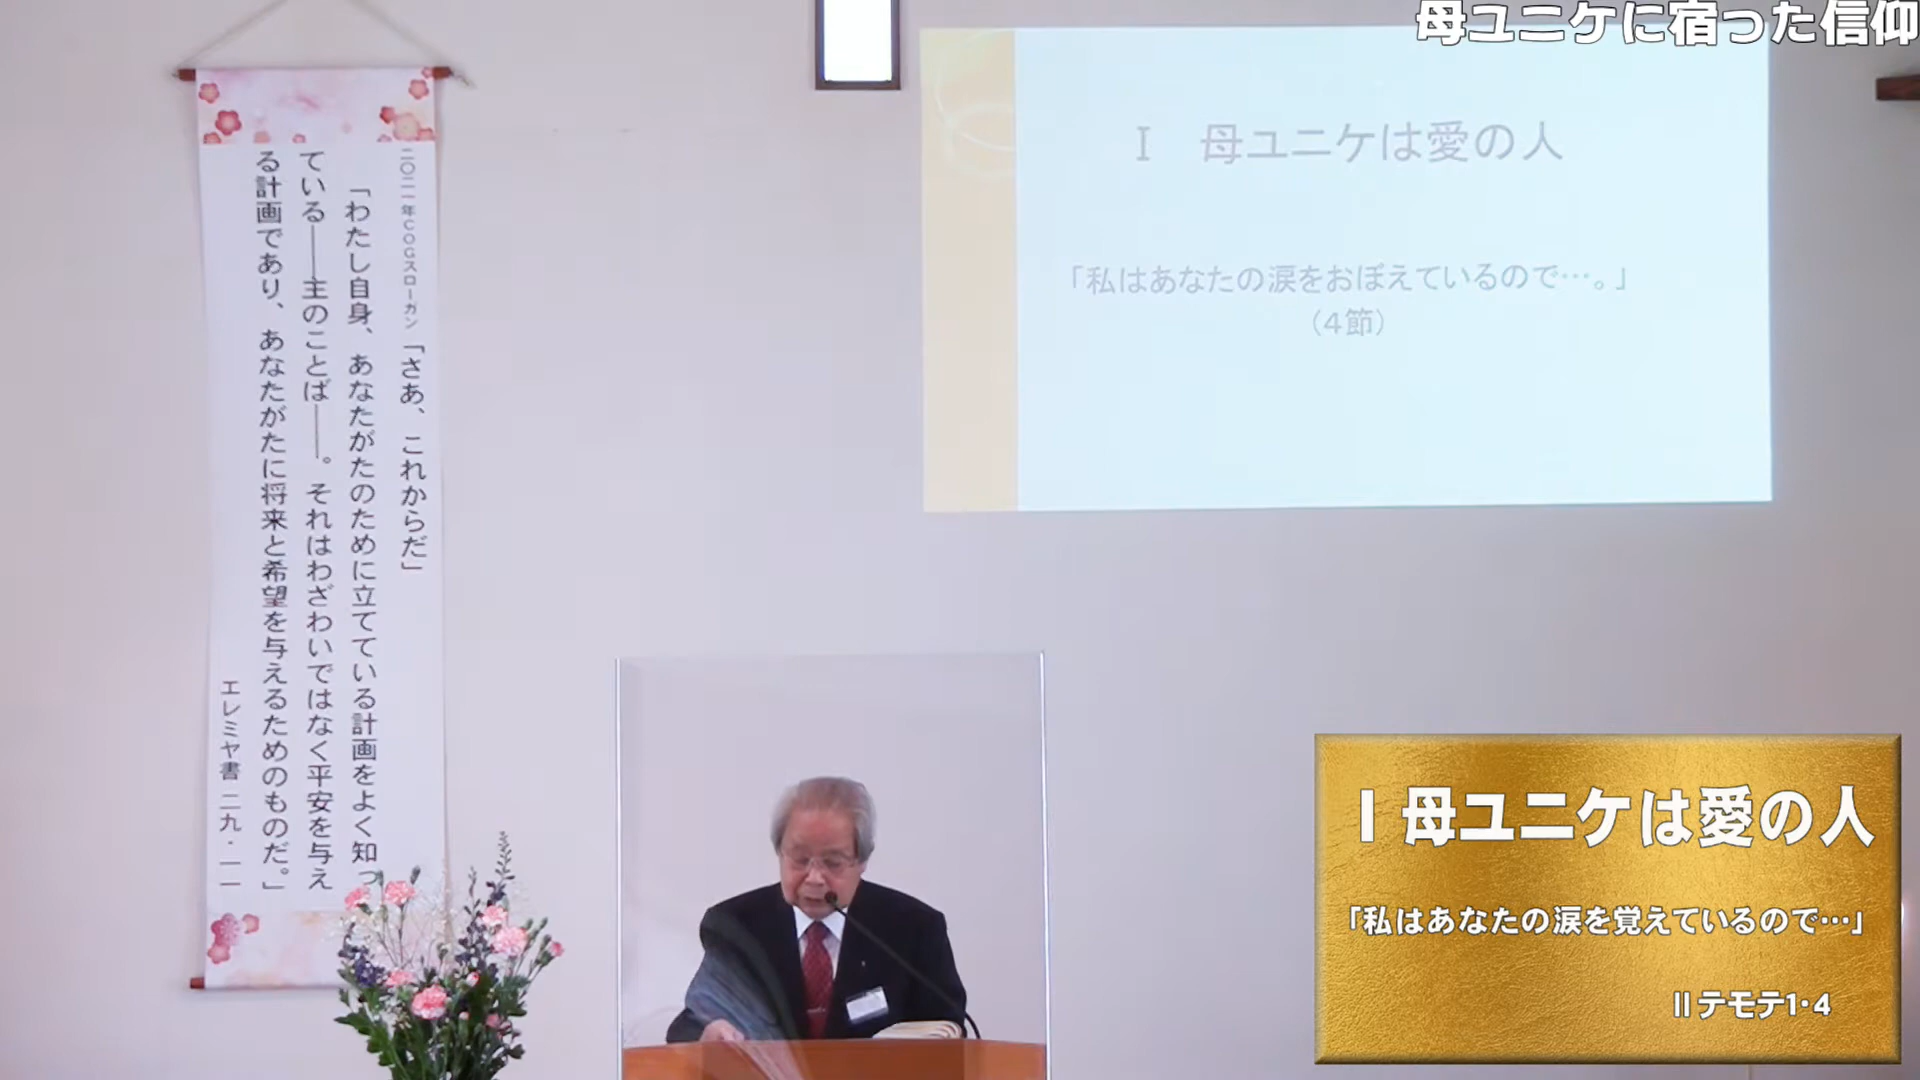 母ユニケに宿った信仰
二〇二一年COGスローガン「さあ、これからだ」
「わたし自身、あなたがたのために立てている計画をよく知っ
ている――主のことば――。それはわざわいではなく平安を与え
る計画であり、あなたがたに将来と希望を与えるためのものだ。」
エレミヤ書 二九・一一
Ⅰ 母ユニケは愛の人
「私はあなたの涙をおぼえているので…。」
（４節）
Ⅰ 母ユニケは愛の人
「私はあなたの涙を覚えているので…」
Ⅱテモテ1・4